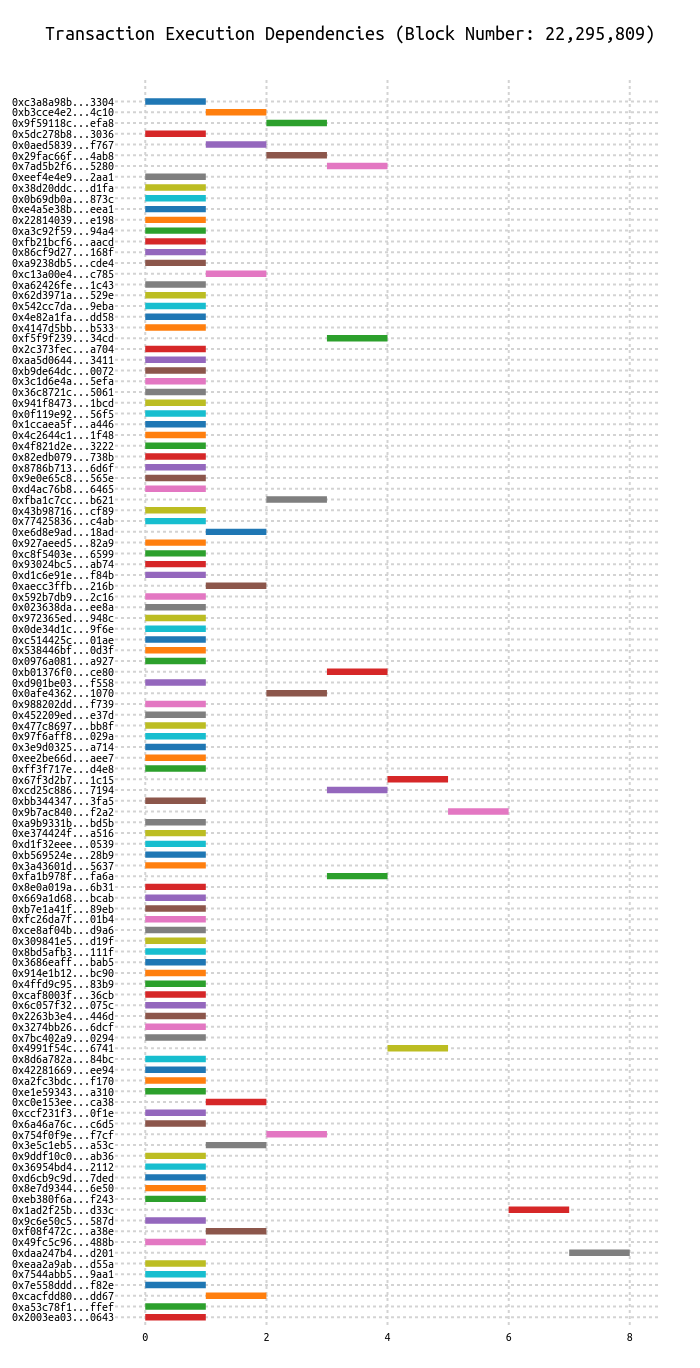 Transaction Execution Dependencies (Block Number: 22,295,809)
0xc3a8a98b...3304
0xb3cce4e2...4c10
0x9f59118c...efa8
0x5dc278b8...3036
0x0aed5839...f767
0x29fac66f...4ab8
0x7ad5b2f6...5280
0xeef4e4e9...2aa1
0x38d20ddc...d1fa
0x0b69db0a...873c
0xe4a5e38b...eea1
0x22814039...e198
0xa3c92f59...94a4
0xfb21bcf6...aacd
0x86cf9d27...168f
0xa9238db5...cde4
0xc13a00e4...c785
0xa62426fe...1c43
0x62d3971a...529e
0x542cc7da...9eba
0x4e82a1fa...dd58
0x4147d5bb...b533
0xf5f9f239...34cd
0x2c373fec...a704
0xaa5d0644...3411
0xb9de64dc...0072
0x3c1d6e4a...5efa
0x36c8721c...5061
0x941f8473...1bcd
0x0f119e92...56f5
0x1ccaea5f...a446
0x4c2644c1...1f48
0x4f821d2e...3222
0x82edb079...738b
0x8786b713...6d6f
0x9e0e65c8...565e
0xd4ac76b8...6465
0xfba1c7cc...b621
0x43b98716...cf89
0x77425836...c4ab
0xe6d8e9ad...18ad
0x927aeed5...82a9
0xc8f5403e...6599
0x93024bc5...ab74
0xd1c6e91e...f84b
0xaecc3ffb...216b
0x592b7db9...2c16
0x023638da...ee8a
0x972365ed...948c
0x0de34d1c...9f6e
0xc514425c...01ae
0x538446bf...0d3f
0x0976a081...a927
0xb01376f0...ce80
0xd901be03...f558
0x0afe4362...1070
0x988202dd...f739
0x452209ed...e37d
0x477c8697...bb8f
0x97f6aff8...029a
0x3e9d0325...a714
0xee2be66d...aee7
0xff3f717e...d4e8
0x67f3d2b7...1c15
0xcd25c886...7194
0xbb344347...3fa5
0x9b7ac840...f2a2
0xa9b9331b...bd5b
0xe374424f...a516
0xd1f32eee...0539
0xb569524e...28b9
0x3a43601d...5637
0xfa1b978f...fa6a
0x8e0a019a...6b31
0x669a1d68...bcab
0xb7e1a41f...89eb
0xfc26da7f...01b4
0xce8af04b...d9a6
0x309841e5...d19f
0x8bd5afb3...111f
0x3686eaff...bab5
0x914e1b12...bc90
0x4ffd9c95...83b9
0xcaf8003f...36cb
0x6c057f32...075c
0x2263b3e4...446d
0x3274bb26...6dcf
0x7bc402a9...0294
0x4991f54c...6741
0x8d6a782a...84bc
0x42281669...ee94
0xa2fc3bdc...f170
0xe1e59343...a310
0xc0e153ee...ca38
0xccf231f3...0f1e
0x6a46a76c...c6d5
0x754f0f9e...f7cf
0x3e5c1eb5...a53c
0x9ddf10c0...ab36
0x36954bd4...2112
0xd6cb9c9d...7ded
0x8e7d9344...6e50
0xeb380f6a...f243
0x1ad2f25b...d33c
0x9c6e50c5...587d
0xf08f472c...a38e
0x49fc5c96...488b
0xdaa247b4...d201
0xeaa2a9ab...d55a
0x7544abb5...9aa1
0x7e558ddd...f82e
0xcacfdd80...dd67
0xa53c78f1...ffef
0x2003ea03...0643
0 2 4 6 8